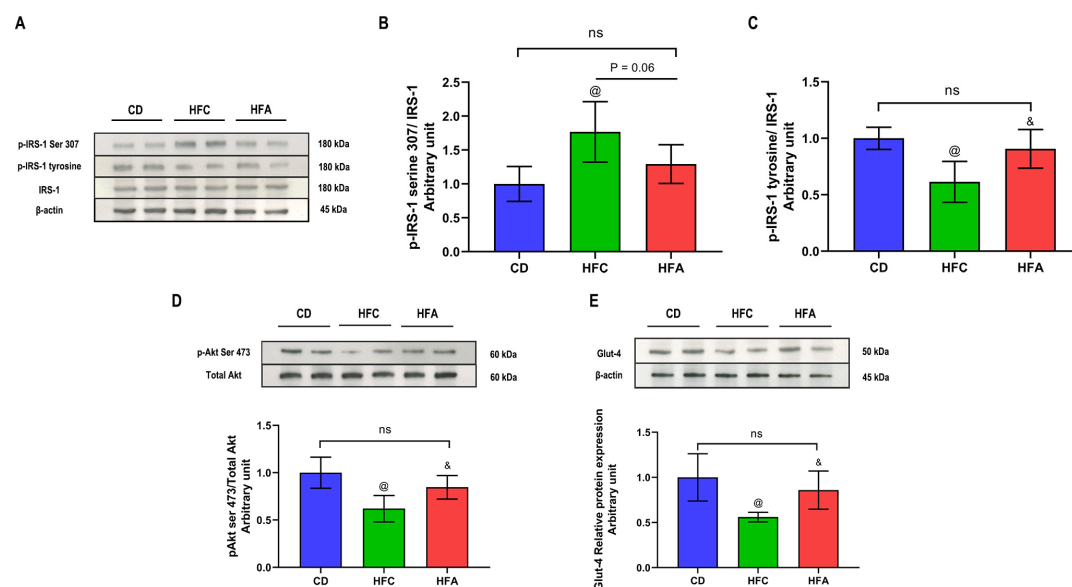 A
CD HFC HFA
p-IRS-1 Ser 307 180 kDa
p-IRS-1 tyrosine 180 kDa
IRS-1 180 kDa
β-actin 45 kDa
B
ns
P = 0.06
@
p-IRS-1 serine 307/ IRS-1
Arbitrary unit
2.5
2.0
1.5
1.0
0.5
0.0
CD HFC HFA
C
ns
@
&
p-IRS-1 tyrosine/ IRS-1
Arbitrary unit
1.5
1.0
0.5
0.0
CD HFC HFA
D
CD HFC HFA
p-Akt Ser 473 60 kDa
Total Akt 60 kDa
ns
@
&
pAkt ser 473/Total Akt
Arbitrary unit
1.5
1.0
0.5
0.0
CD HFC HFA
E
CD HFC HFA
Glut-4 50 kDa
β-actin 45 kDa
ns
@
&
Glut-4 Relative protein expression
Arbitrary unit
1.5
1.0
0.5
0.0
CD HFC HFA